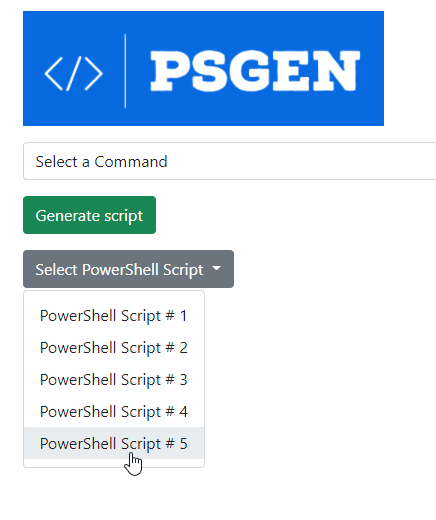 </> | PSGEN
Select a Command
Generate script
Select PowerShell Script
PowerShell Script # 1
PowerShell Script # 2
PowerShell Script # 3
PowerShell Script # 4
PowerShell Script # 5